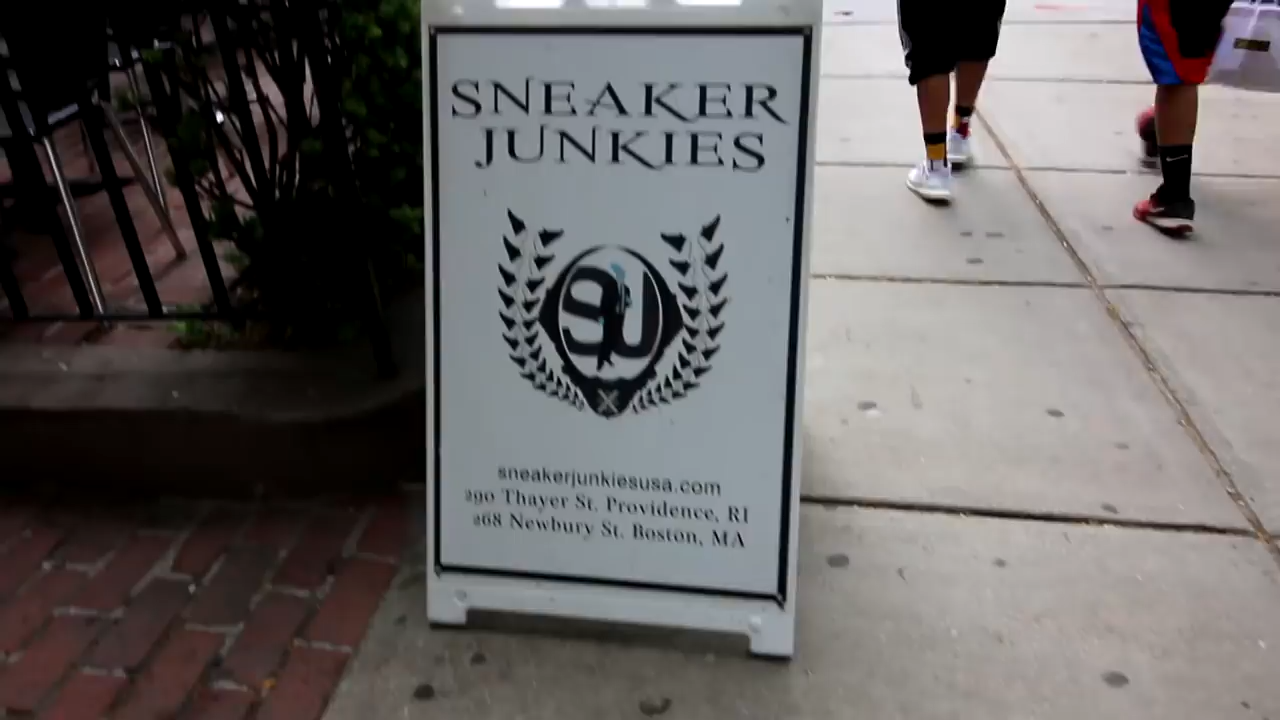 SNEAKER
JUNKIES
SJ
sneakerjunkiesusa.com
290 Thayer St. Providence, RI
268 Newbury St. Boston, MA